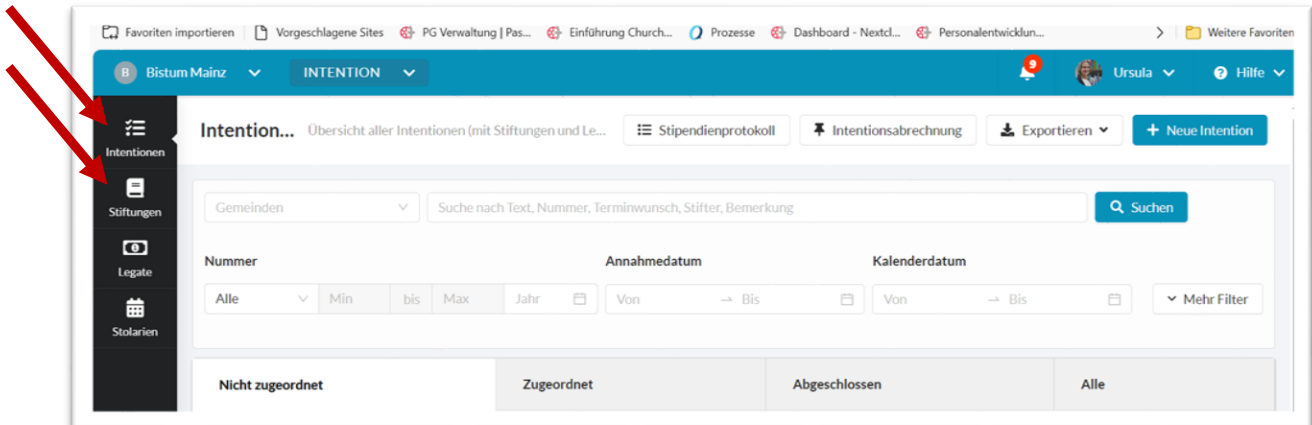 Favoriten importieren Vorgeschlagene Sites PG Verwaltung | Pas... Einführung Church... Prozesse Dashboard - Nextcl... Personalentwicklun... Weitere Favoriten
B Bistum Mainz INTENTION 9 Ursula ? Hilfe
Intentionen
Stiftungen
Legate
Stolarien
Intention... Übersicht aller Intentionen (mit Stiftungen und Le... Stipendienprotokoll Intentionsabrechnung Exportieren + Neue Intention
Gemeinden Suche nach Text, Nummer, Terminwunsch, Stifter, Bemerkung Suchen
Nummer Annahmedatum Kalenderdatum
Alle Min bis Max Jahr Von → Bis Von → Bis Mehr Filter
Nicht zugeordnet Zugeordnet Abgeschlossen Alle